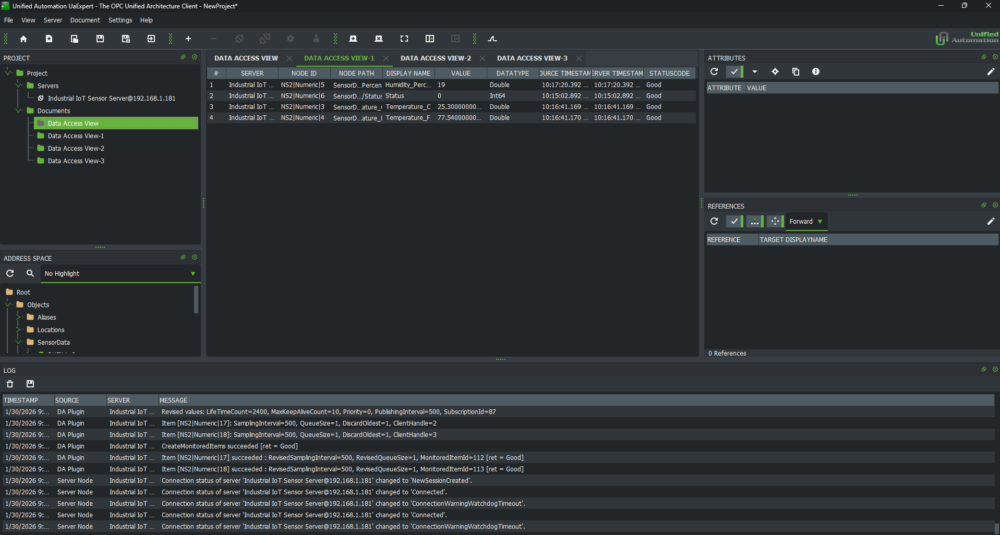 Unified Automation UaExpert - The OPC Unified Architecture Client - NewProject*
File View Server Document Settings Help
Unified Automation
PROJECT
Project
Servers
Industrial IoT Sensor Server@192.168.1.181
Documents
Data Access View
Data Access View-1
Data Access View-2
Data Access View-3
ADDRESS SPACE
No Highlight
Root
Objects
Aliases
Locations
SensorData
DATA ACCESS VIEW DATA ACCESS VIEW-1 DATA ACCESS VIEW-2 DATA ACCESS VIEW-3
# SERVER NODE ID NODE PATH DISPLAY NAME VALUE DATATYPE OURCE TIMESTAM ERVER TIMESTAM STATUSCODE
1 Industrial IoT ... NS2|Numeric|5 SensorD...Percen Humidity_Perc... 19 Double 10:17:20.392 ... 10:17:20.392 ... Good
2 Industrial IoT ... NS2|Numeric|6 SensorD.../Status Status 0 Int64 10:15:02.892 ... 10:15:02.892 ... Good
3 Industrial IoT ... NS2|Numeric|3 SensorD...ature_ Temperature_C 25.30000000... Double 10:16:41.169 ... 10:16:41.169 ... Good
4 Industrial IoT ... NS2|Numeric|4 SensorD...ature_ Temperature_F 77.54000000... Double 10:16:41.170 ... 10:16:41.170 ... Good
ATTRIBUTES
ATTRIBUTE VALUE
REFERENCES
Forward
REFERENCE TARGET DISPLAYNAME
0 References
LOG
TIMESTAMP SOURCE SERVER MESSAGE
1/30/2026 9:... DA Plugin Industrial IoT ... Revised values: LifeTimeCount=2400, MaxKeepAliveCount=10, Priority=0, PublishingInterval=500, SubscriptionId=87
1/30/2026 9:... DA Plugin Industrial IoT ... Item [NS2|Numeric|17]: SamplingInterval=500, QueueSize=1, DiscardOldest=1, ClientHandle=2
1/30/2026 9:... DA Plugin Industrial IoT ... Item [NS2|Numeric|18]: SamplingInterval=500, QueueSize=1, DiscardOldest=1, ClientHandle=3
1/30/2026 9:... DA Plugin Industrial IoT ... CreateMonitoredItems succeeded [ret = Good]
1/30/2026 9:... DA Plugin Industrial IoT ... Item [NS2|Numeric|17] succeeded : RevisedSamplingInterval=500, RevisedQueueSize=1, MonitoredItemId=112 [ret = Good]
1/30/2026 9:... DA Plugin Industrial IoT ... Item [NS2|Numeric|18] succeeded : RevisedSamplingInterval=500, RevisedQueueSize=1, MonitoredItemId=113 [ret = Good]
1/30/2026 9:... Server Node Industrial IoT ... Connection status of server 'Industrial IoT Sensor Server@192.168.1.181' changed to 'NewSessionCreated'.
1/30/2026 9:... Server Node Industrial IoT ... Connection status of server 'Industrial IoT Sensor Server@192.168.1.181' changed to 'Connected'.
1/30/2026 9:... Server Node Industrial IoT ... Connection status of server 'Industrial IoT Sensor Server@192.168.1.181' changed to 'ConnectionWarningWatchdogTimeout'.
1/30/2026 9:... Server Node Industrial IoT ... Connection status of server 'Industrial IoT Sensor Server@192.168.1.181' changed to 'Connected'.
1/30/2026 9:... Server Node Industrial IoT ... Connection status of server 'Industrial IoT Sensor Server@192.168.1.181' changed to 'ConnectionWarningWatchdogTimeout'.